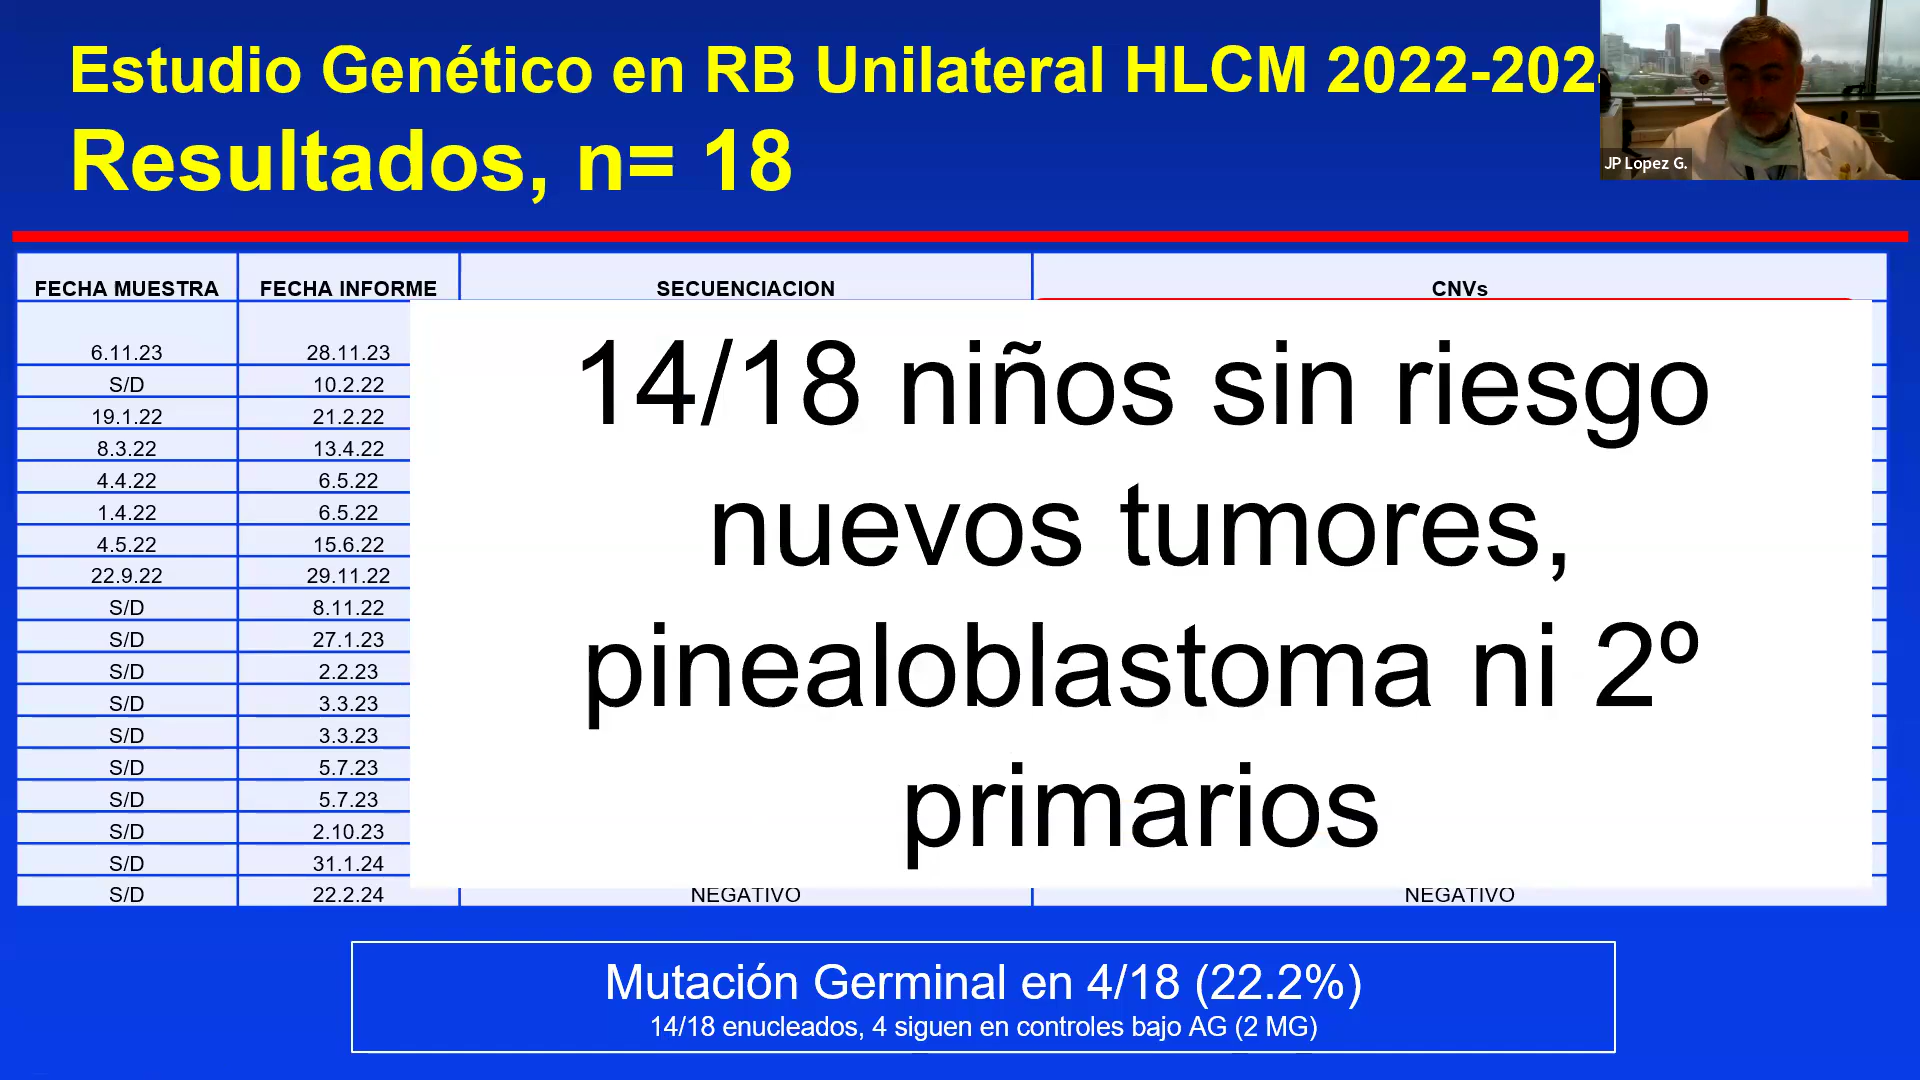 Estudio Genético en RB Unilateral HLCM 2022-202
Resultados, n= 18
JP Lopez G.
FECHA MUESTRA FECHA INFORME SECUENCIACION CNVs
6.11.23 28.11.23
S/D 10.2.22
19.1.22 21.2.22
8.3.22 13.4.22
4.4.22 6.5.22
1.4.22 6.5.22
4.5.22 15.6.22
22.9.22 29.11.22
S/D 8.11.22
S/D 27.1.23
S/D 2.2.23
S/D 3.3.23
S/D 3.3.23
S/D 5.7.23
S/D 5.7.23
S/D 2.10.23
S/D 31.1.24
S/D 22.2.24 NEGATIVO NEGATIVO
14/18 niños sin riesgo
nuevos tumores,
pinealoblastoma ni 2º
primarios
Mutación Germinal en 4/18 (22.2%)
14/18 enucleados, 4 siguen en controles bajo AG (2 MG)